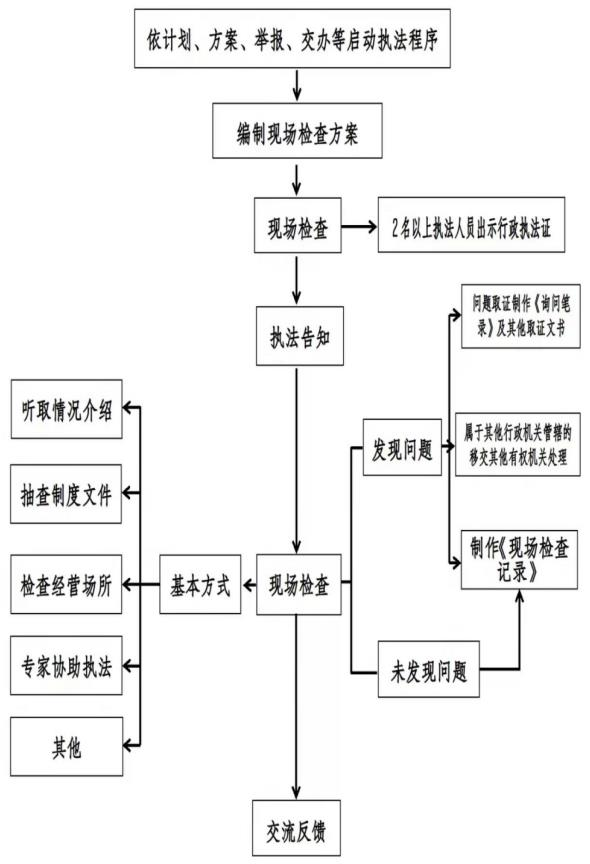 依计划、方案、举报、交办等启动执法程序
编制现场检查方案
现场检查
2名以上执法人员出示行政执法证
执法告知
问题取证制作《询问笔
录》及其他取证文书
听取情况介绍
发现问题
属于其他行政机关管辖的
移交其他有权机关处理
抽查制度文件
制作《现场检查
记录》
检查经营场所
基本方式
现场检查
专家协助执法
未发现问题
其他
交流反馈